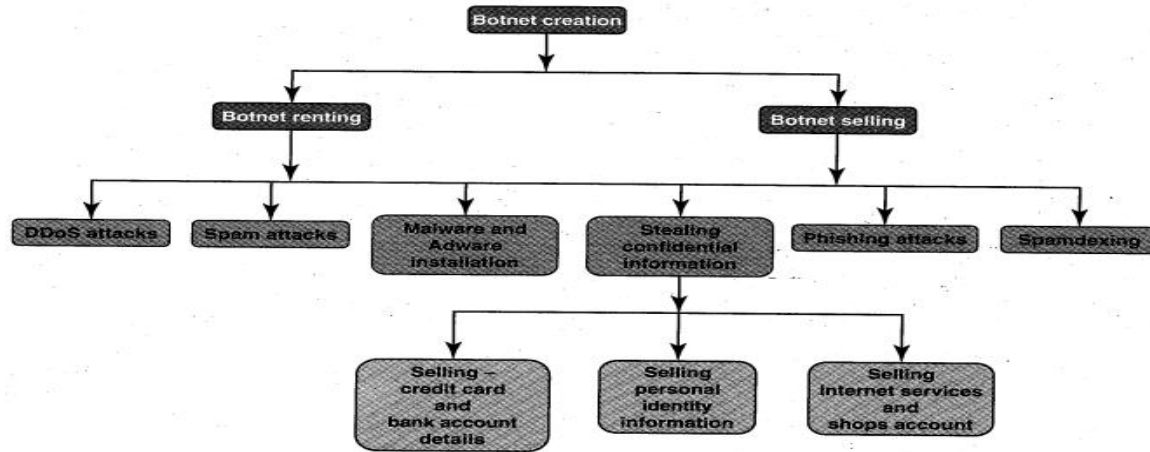 Botnet creation
Botnet renting
Botnet selling
DDoS attacks
Spam attacks
Malware and
Adware
installation
Stealing
confidential
information
Phishing attacks
Spamdexing
Selling –
credit card
and
bank account
details
Selling
personal
identity
information
Selling
internet services
and
shops account